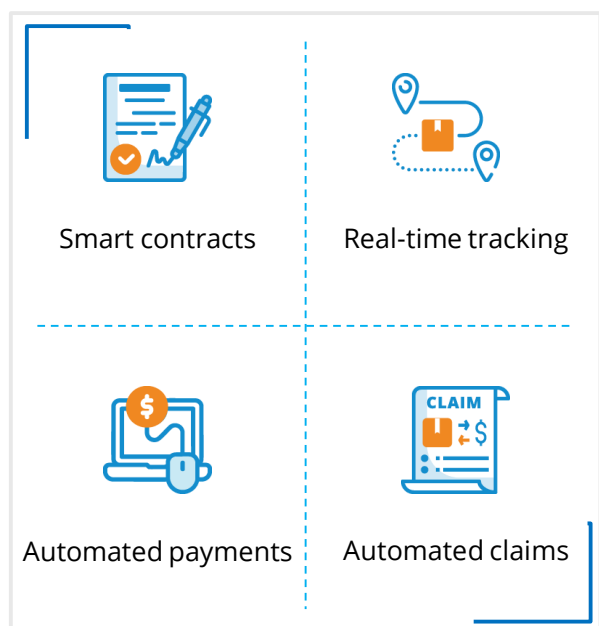 Smart contracts
Real-time tracking
$
CLAIM
$
Automated payments
Automated claims